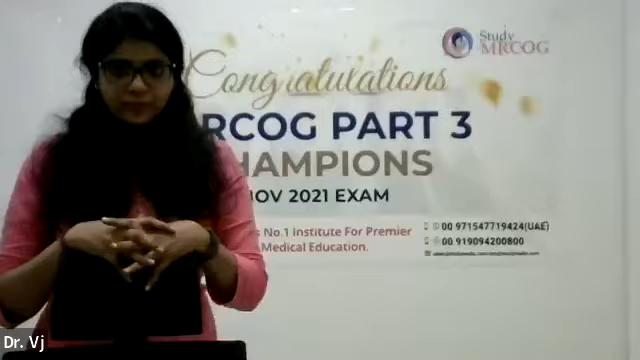 Study
MRCOG
Congratulations
RCOG PART 3
HAMPIONS
NOV 2021 EXAM
s No.1 Institute For Premier
Medical Education.
00 971547719424(UAE)
00 919094200800
Dr. Vj